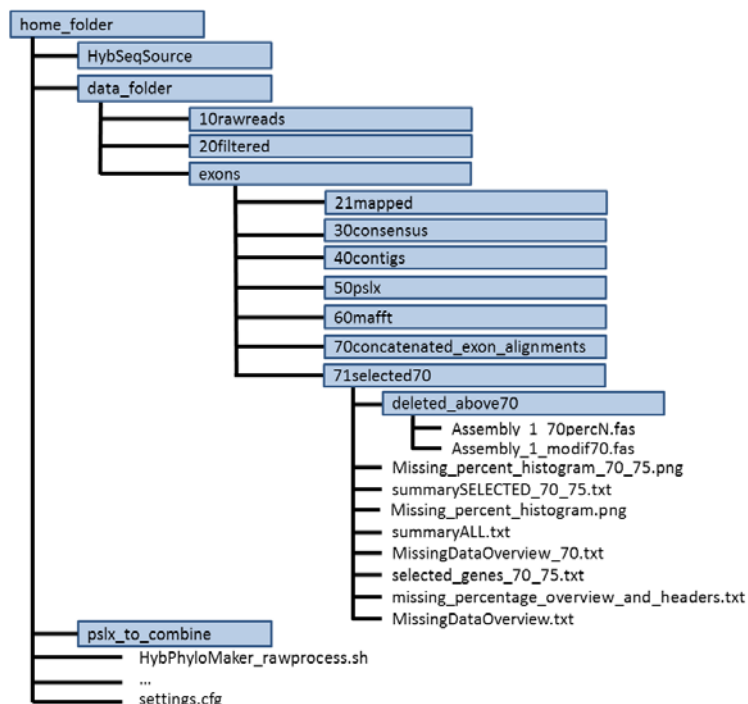 home_folder
HybSeqSource
data_folder
10rawreads
20filtered
exons
21mapped
30consensus
40contigs
50pslx
60mafft
70concatenated_exon_alignments
71selected70
deleted_above70
Assembly_1_70percN.fas
Assembly_1_modif70.fas
Missing_percent_histogram_70_75.png
summarySELECTED_70_75.txt
Missing_percent_histogram.png
summaryALL.txt
MissingDataOverview_70.txt
selected_genes_70_75.txt
missing_percentage_overview_and_headers.txt
MissingDataOverview.txt
pslx_to_combine
HybPhyloMaker_rawprocess.sh
...
settings.cfg